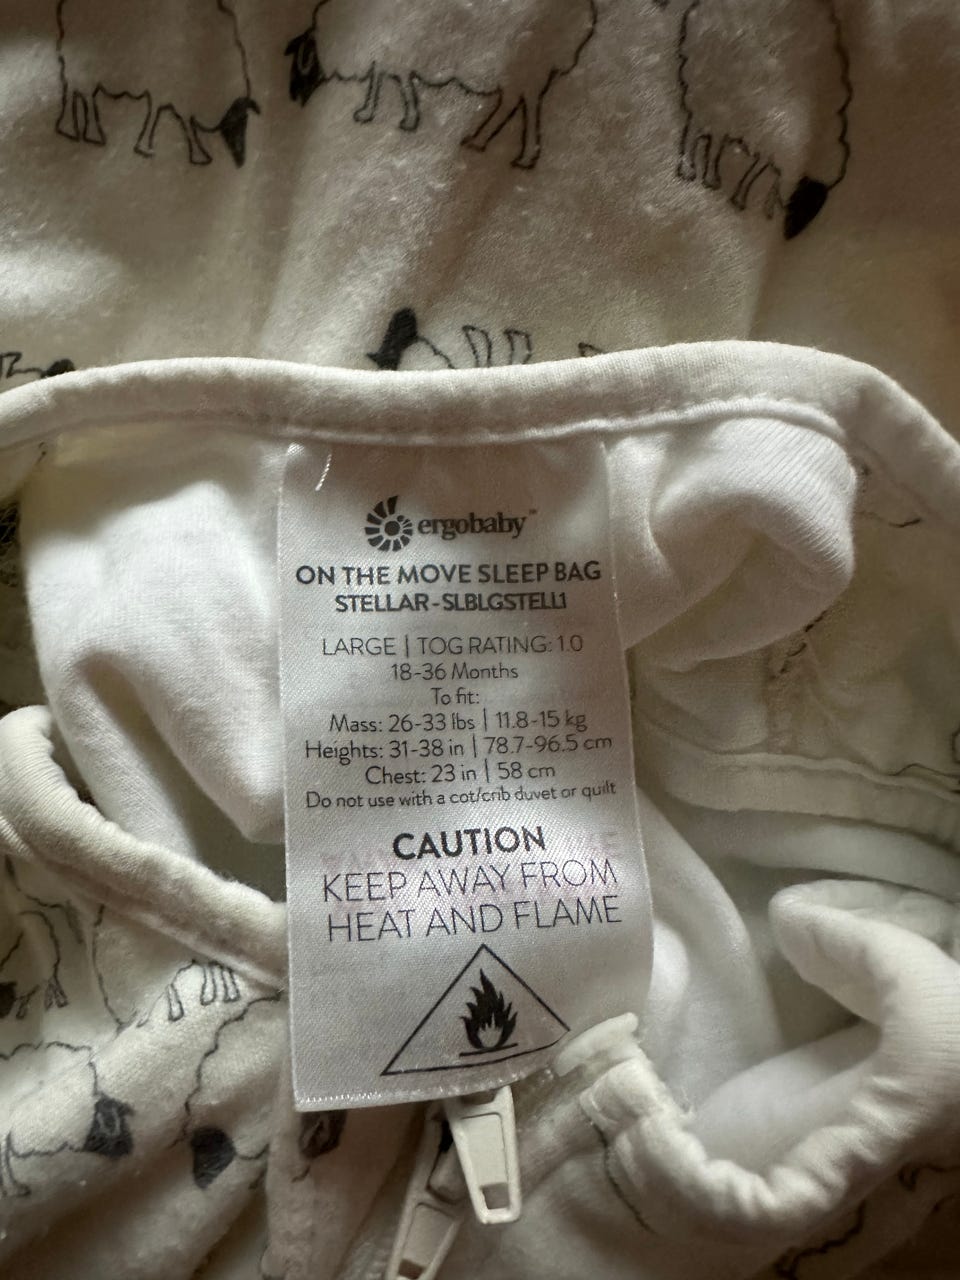 ergobaby™
ON THE MOVE SLEEP BAG
STELLAR-SLBLGSTELL1
LARGE | TOG RATING: 1.0
18-36 Months
To fit:
Mass: 26-33 lbs | 11.8-15 kg
Heights: 31-38 in | 78.7-96.5 cm
Chest: 23 in | 58 cm
Do not use with a cot/crib duvet or quilt
CAUTION
KEEP AWAY FROM
HEAT AND FLAME